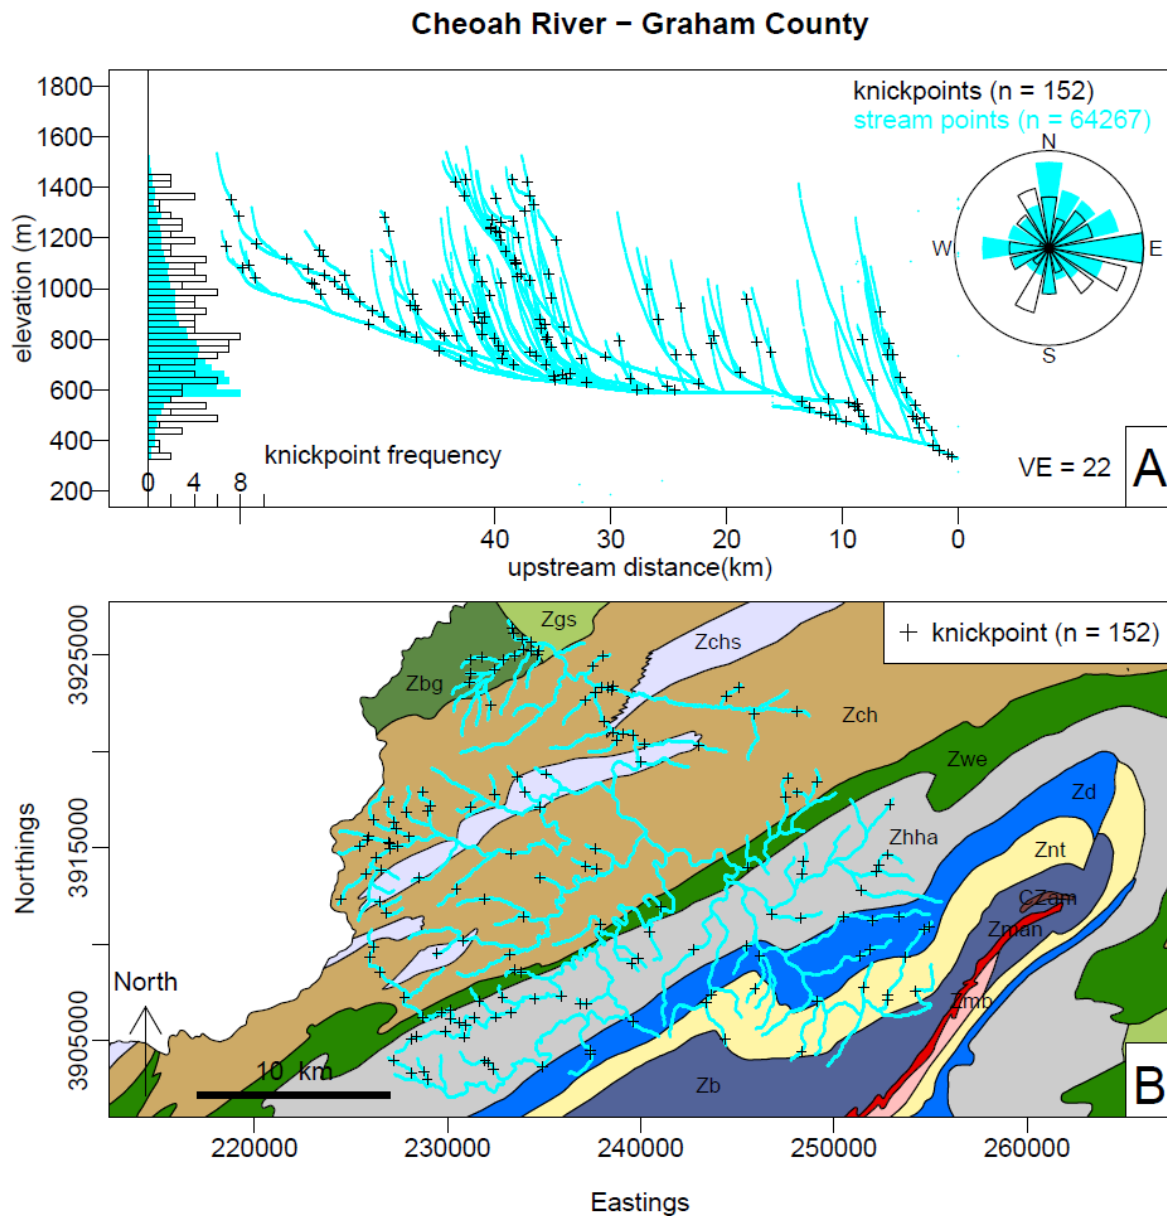 Cheoah River − Graham County
knickpoints (n = 152)
stream points (n = 64267)
N
W
E
S
1800
1600
1400
1200
1000
800
600
400
200
elevation (m)
knickpoint frequency
0 4 8
VE = 22
A
40 30 20 10 0
upstream distance(km)
+ knickpoint (n = 152)
Zgs
Zchs
Zbg
Zch
Zwe
Zd
Zhha
Znt
CZam
Zman
Zmb
Zb
North
10 km
B
3925000
3915000
3905000
Northings
220000 230000 240000 250000 260000
Eastings